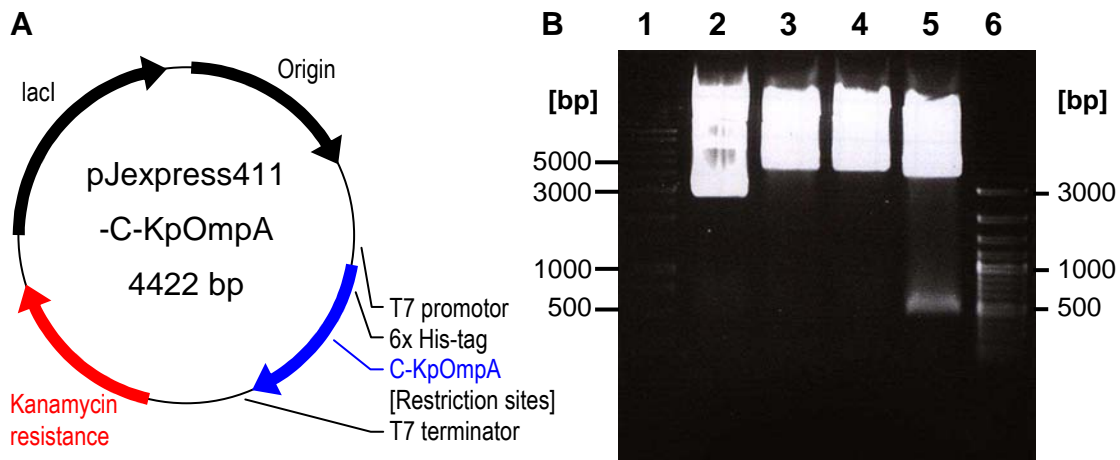 A
lacI
Origin
pJexpress411
-C-KpOmpA
4422 bp
T7 promotor
6x His-tag
C-KpOmpA
[Restriction sites]
T7 terminator
Kanamycin
resistance
B
1 2 3 4 5 6
[bp]
5000
3000
1000
500
[bp]
3000
1000
500